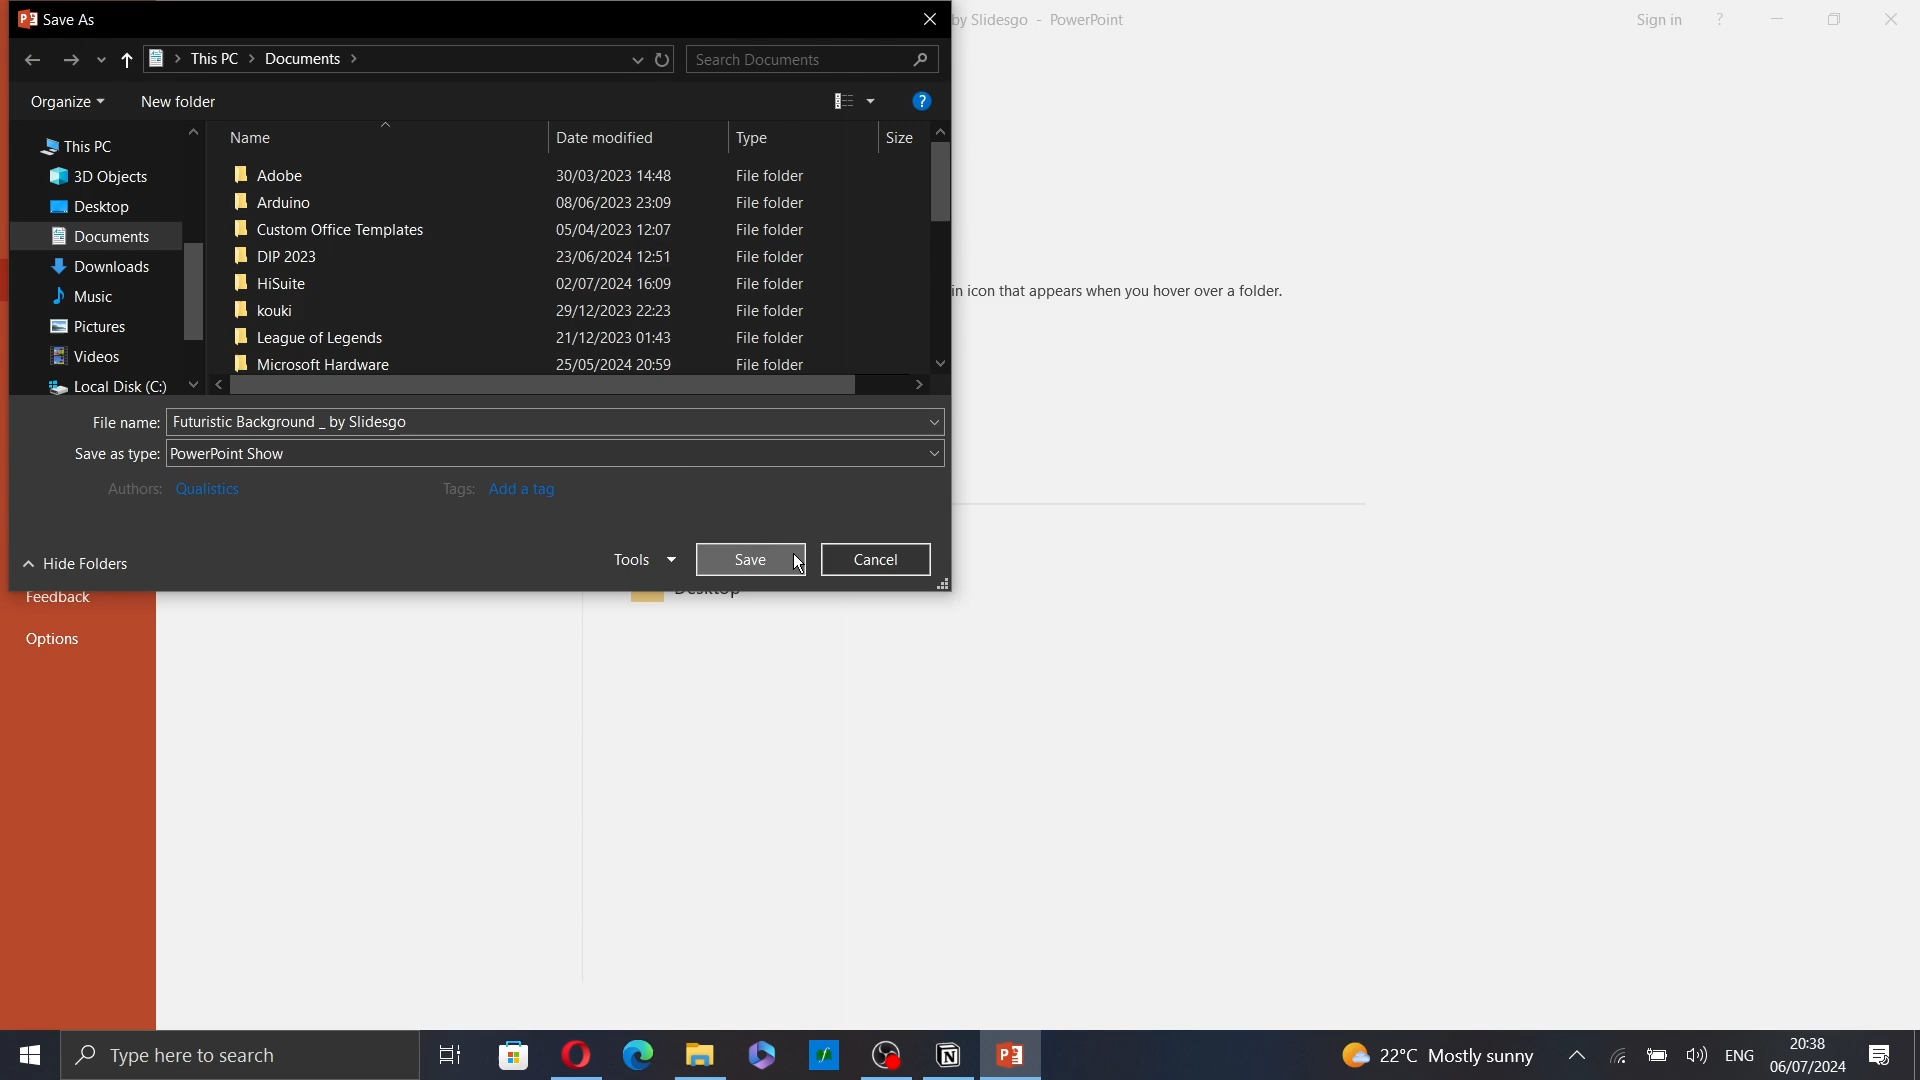 Save As
by Slidesgo - PowerPoint
Sign in ?
This PC > Documents >
Search Documents
Organize
New folder
?
This PC
3D Objects
Desktop
Documents
Downloads
Music
Pictures
Videos
Local Disk (C:)
Name Date modified Type Size
Adobe 30/03/2023 14:48 File folder
Arduino 08/06/2023 23:09 File folder
Custom Office Templates 05/04/2023 12:07 File folder
DIP 2023 23/06/2024 12:51 File folder
HiSuite 02/07/2024 16:09 File folder
kouki 29/12/2023 22:23 File folder
League of Legends 21/12/2023 01:43 File folder
Microsoft Hardware 25/05/2024 20:59 File folder
in icon that appears when you hover over a folder.
File name: Futuristic Background _ by Slidesgo
Save as type: PowerPoint Show
Authors: Qualistics Tags: Add a tag
Hide Folders
Tools Save Cancel
Feedback
Desktop
Options
Type here to search
22°C Mostly sunny
ENG
20:38
06/07/2024